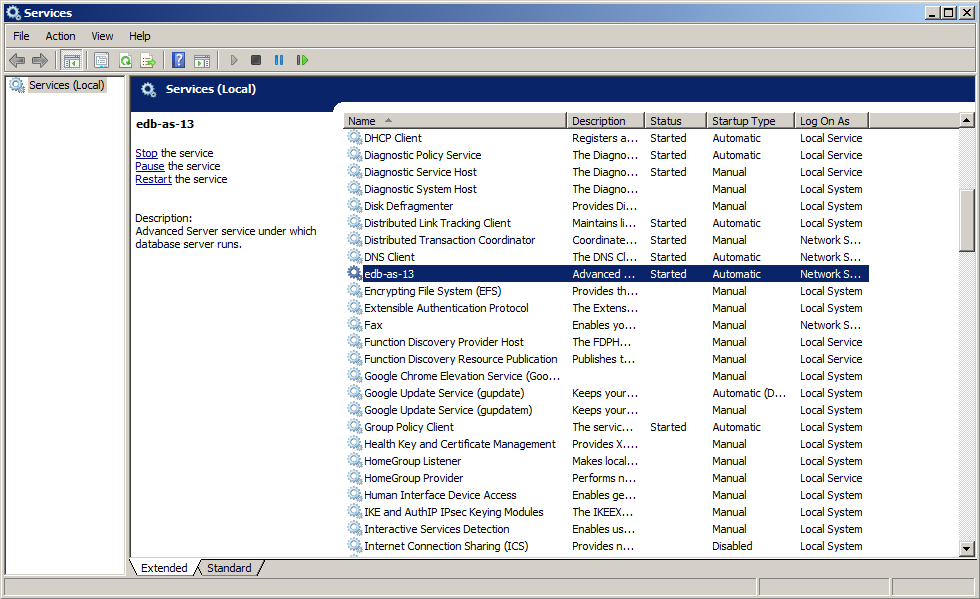 Services
File Action View Help
Services (Local)
Services (Local)
edb-as-13
Stop the service
Pause the service
Restart the service
Description:
Advanced Server service under which
database server runs.
Name Description Status Startup Type Log On As
DHCP Client Registers a... Started Automatic Local Service
Diagnostic Policy Service The Diagno... Started Automatic Local Service
Diagnostic Service Host The Diagno... Started Manual Local Service
Diagnostic System Host The Diagno... Manual Local System
Disk Defragmenter Provides Di... Manual Local System
Distributed Link Tracking Client Maintains li... Started Automatic Local System
Distributed Transaction Coordinator Coordinate... Started Manual Network S...
DNS Client The DNS Cl... Started Automatic Network S...
edb-as-13 Advanced ... Started Automatic Network S...
Encrypting File System (EFS) Provides th... Manual Local System
Extensible Authentication Protocol The Extens... Manual Local System
Fax Enables yo... Manual Network S...
Function Discovery Provider Host The FDPH... Manual Local Service
Function Discovery Resource Publication Publishes t... Manual Local Service
Google Chrome Elevation Service (Goo... Manual Local System
Google Update Service (gupdate) Keeps your... Automatic (D... Local System
Google Update Service (gupdatem) Keeps your... Manual Local System
Group Policy Client The servic... Started Automatic Local System
Health Key and Certificate Management Provides X.... Manual Local System
HomeGroup Listener Makes local... Manual Local System
HomeGroup Provider Performs n... Manual Local Service
Human Interface Device Access Enables ge... Manual Local System
IKE and AuthIP IPsec Keying Modules The IKEEX... Manual Local System
Interactive Services Detection Enables us... Manual Local System
Internet Connection Sharing (ICS) Provides n... Disabled Local System
Extended Standard